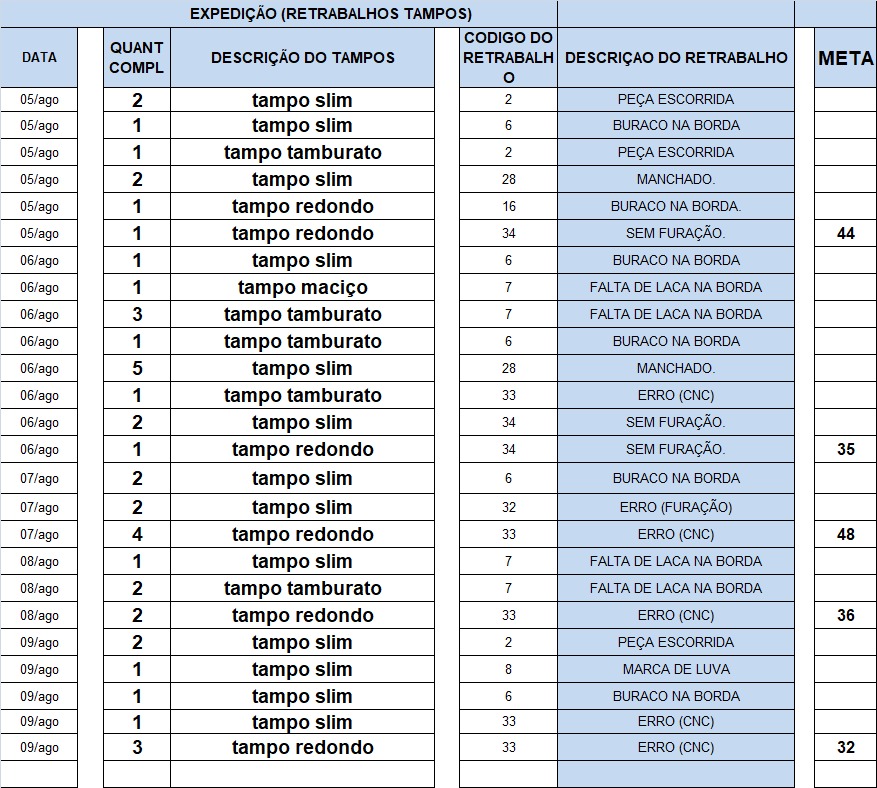 EXPEDIÇÃO (RETRABALHOS TAMPOS)
DATA QUANT COMPL DESCRIÇÃO DO TAMPOS CODIGO DO RETRABALHO DESCRIÇAO DO RETRABALHO META
05/ago 2 tampo slim 2 PEÇA ESCORRIDA
05/ago 1 tampo slim 6 BURACO NA BORDA
05/ago 1 tampo tamburato 2 PEÇA ESCORRIDA
05/ago 2 tampo slim 28 MANCHADO.
05/ago 1 tampo redondo 16 BURACO NA BORDA.
05/ago 1 tampo redondo 34 SEM FURAÇÃO. 44
06/ago 1 tampo slim 6 BURACO NA BORDA
06/ago 1 tampo maciço 7 FALTA DE LACA NA BORDA
06/ago 3 tampo tamburato 7 FALTA DE LACA NA BORDA
06/ago 1 tampo tamburato 6 BURACO NA BORDA
06/ago 5 tampo slim 28 MANCHADO.
06/ago 1 tampo tamburato 33 ERRO (CNC)
06/ago 2 tampo slim 34 SEM FURAÇÃO.
06/ago 1 tampo redondo 34 SEM FURAÇÃO. 35
07/ago 2 tampo slim 6 BURACO NA BORDA
07/ago 2 tampo slim 32 ERRO (FURAÇÃO)
07/ago 4 tampo redondo 33 ERRO (CNC) 48
08/ago 1 tampo slim 7 FALTA DE LACA NA BORDA
08/ago 2 tampo tamburato 7 FALTA DE LACA NA BORDA
08/ago 2 tampo redondo 33 ERRO (CNC) 36
09/ago 2 tampo slim 2 PEÇA ESCORRIDA
09/ago 1 tampo slim 8 MARCA DE LUVA
09/ago 1 tampo slim 6 BURACO NA BORDA
09/ago 1 tampo slim 33 ERRO (CNC)
09/ago 3 tampo redondo 33 ERRO (CNC) 32